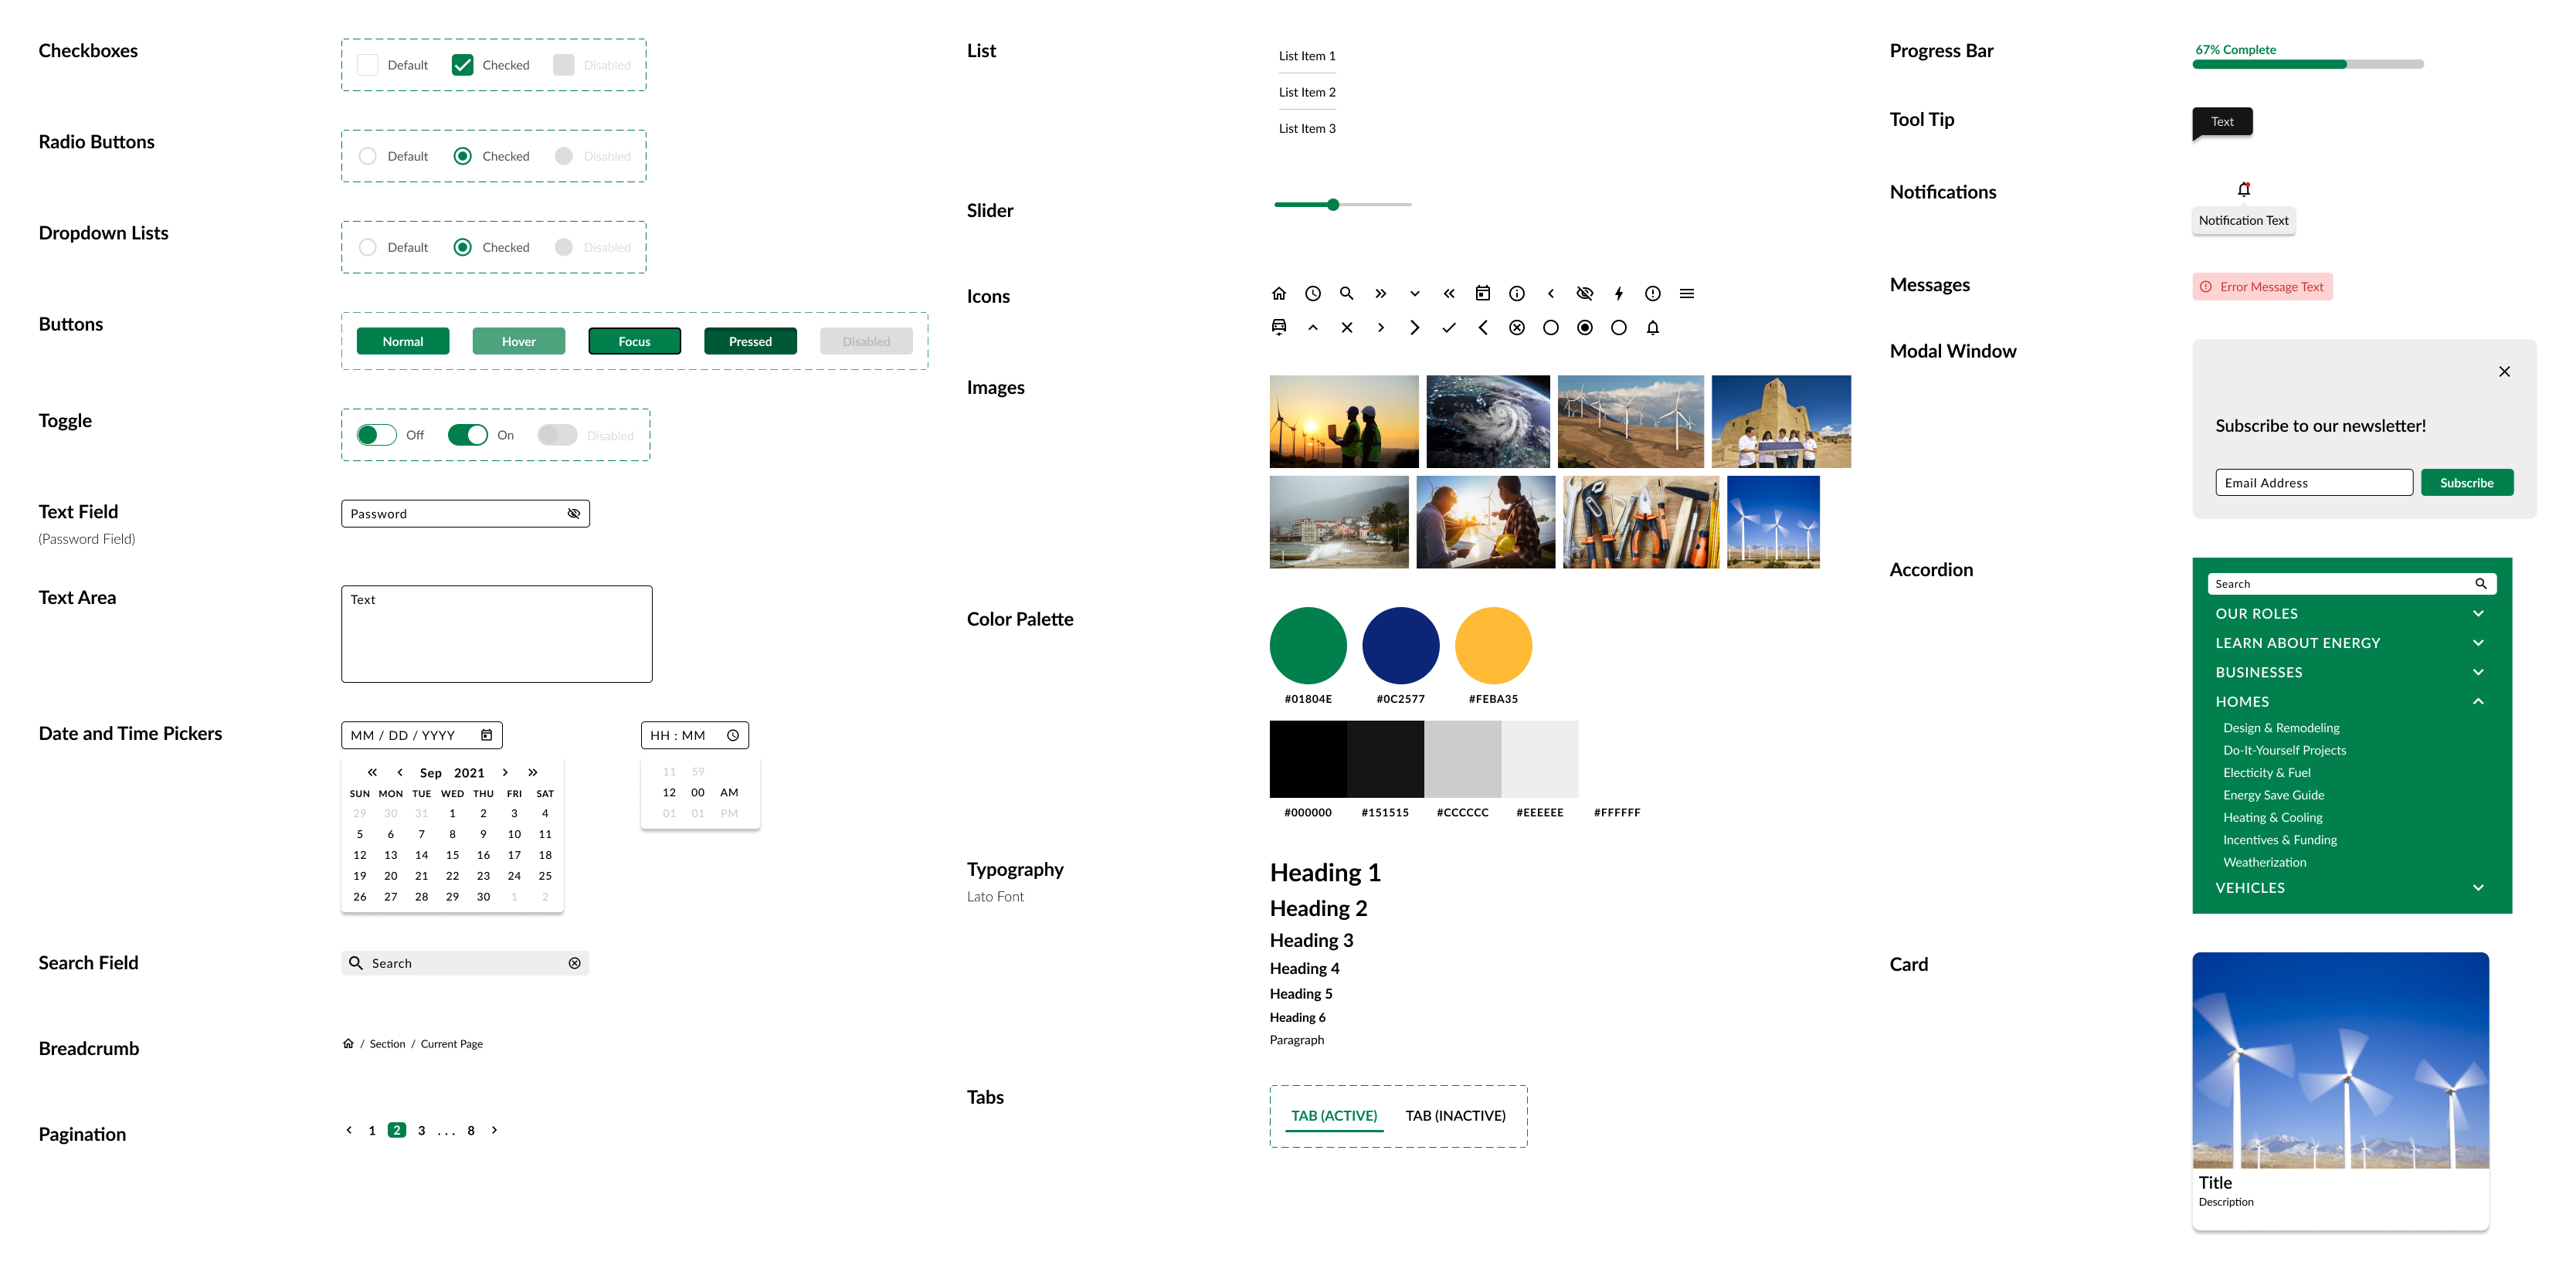 Checkboxes
Default Checked Disabled
Radio Buttons
Default Checked Disabled
Dropdown Lists
Default Checked Disabled
Buttons
Normal Hover Focus Pressed Disabled
Toggle
Off On Disabled
Text Field
(Password Field)
Password
Text Area
Text
Date and Time Pickers
MM / DD / YYYY
Sep 2021
SUN MON TUE WED THU FRI SAT
29 30 31 1 2 3 4
5 6 7 8 9 10 11
12 13 14 15 16 17 18
19 20 21 22 23 24 25
26 27 28 29 30 1 2
HH : MM
11 59
12 00 AM
01 01 PM
Search Field
Search
Breadcrumb
/ Section / Current Page
Pagination
1 2 3 ... 8
List
List Item 1
List Item 2
List Item 3
Slider
Icons
Images
Color Palette
#01804E #0C2577 #FEBA35
#000000 #151515 #CCCCCC #EEEEEE #FFFFFF
Typography
Lato Font
Heading 1
Heading 2
Heading 3
Heading 4
Heading 5
Heading 6
Paragraph
Tabs
TAB (ACTIVE) TAB (INACTIVE)
Progress Bar
67% Complete
Tool Tip
Text
Notifications
Notification Text
Messages
Error Message Text
Modal Window
Subscribe to our newsletter!
Email Address Subscribe
Accordion
Search
OUR ROLES
LEARN ABOUT ENERGY
BUSINESSES
HOMES
Design & Remodeling
Do-It-Yourself Projects
Electicity & Fuel
Energy Save Guide
Heating & Cooling
Incentives & Funding
Weatherization
VEHICLES
Card
Title
Description